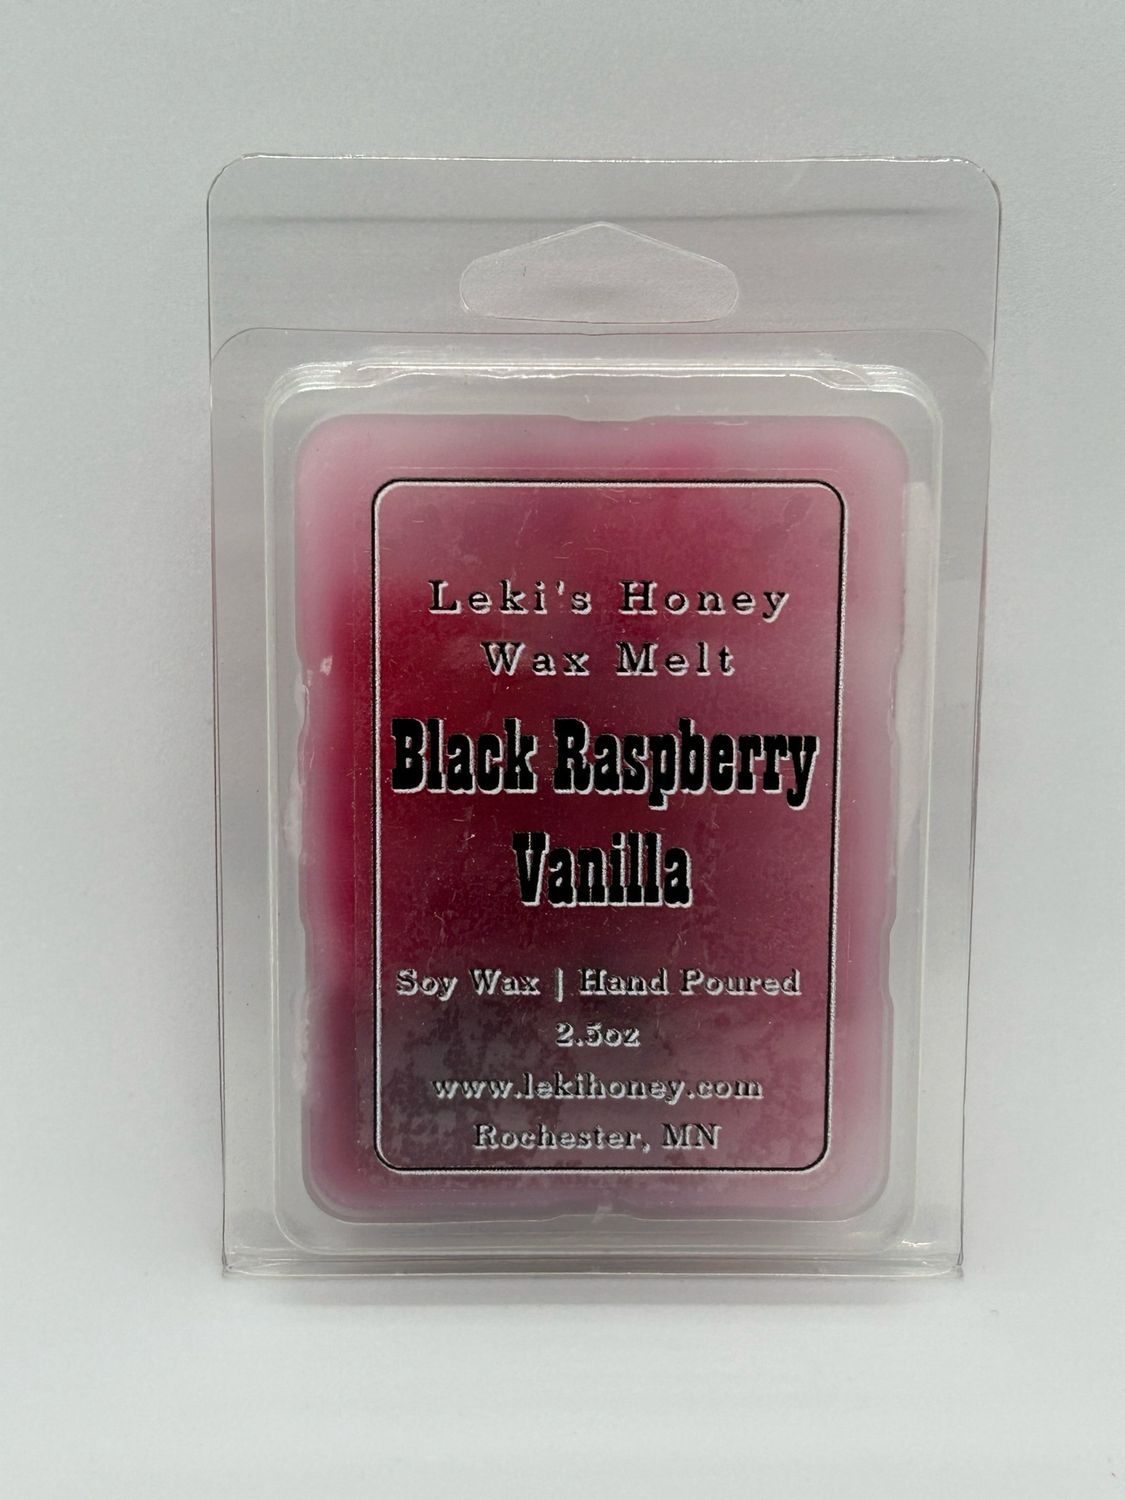 Leki's Honey
Wax Melt
Black Raspberry
Vanilla
Soy Wax | Hand Poured
2.5oz
www.lekihoney.com
Rochester, MN